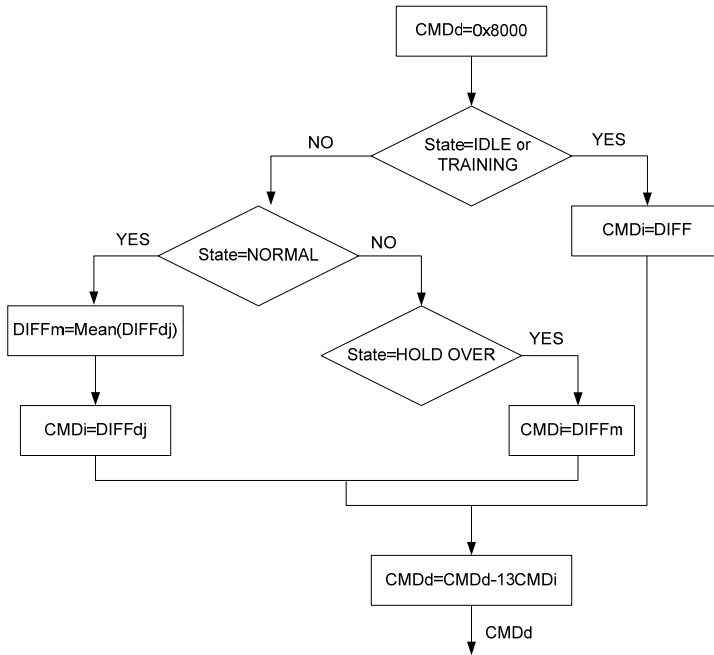 CMDd=0x8000
State=IDLE or
TRAINING
NO
YES
CMDi=DIFF
State=NORMAL
YES
NO
DIFFm=Mean(DIFFdj)
State=HOLD OVER
YES
CMDi=DIFFdj
CMDi=DIFFm
CMDd=CMDd-13CMDi
CMDd